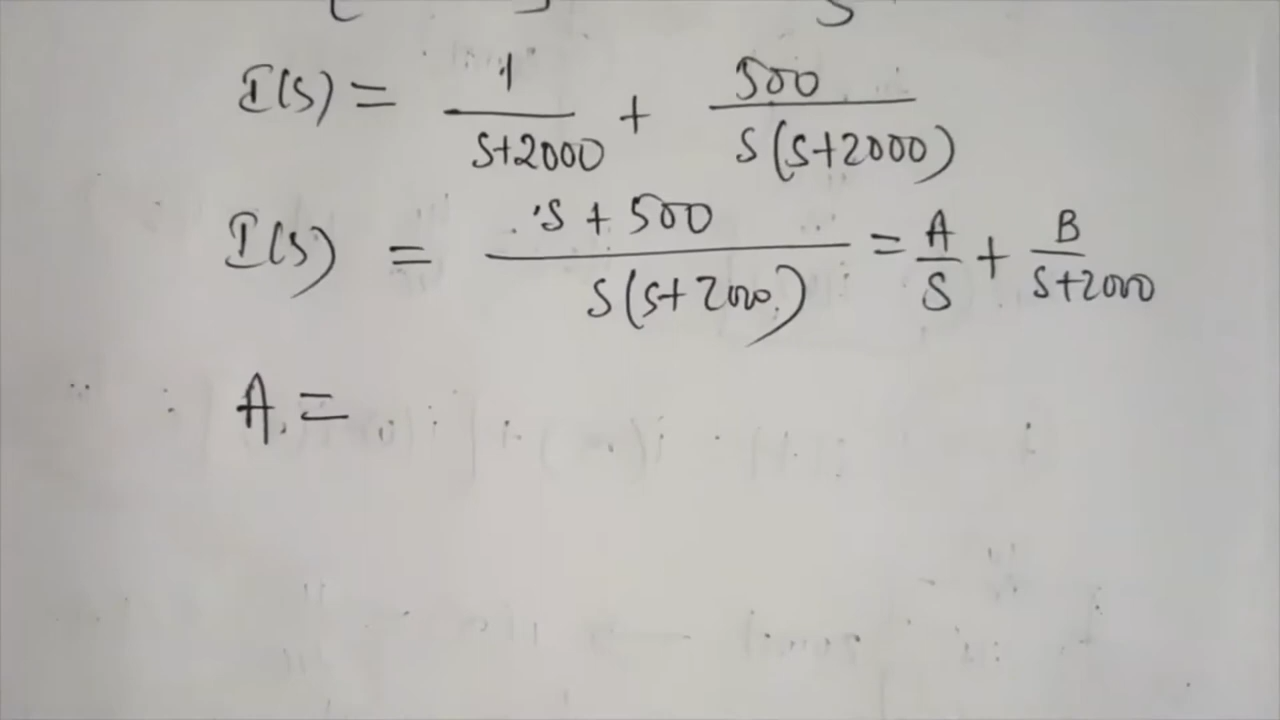 I(S) = 1/(S+2000) + 500/(S(S+2000))
I(S) = (S+500)/(S(S+2000)) = A/S + B/(S+2000)
A =